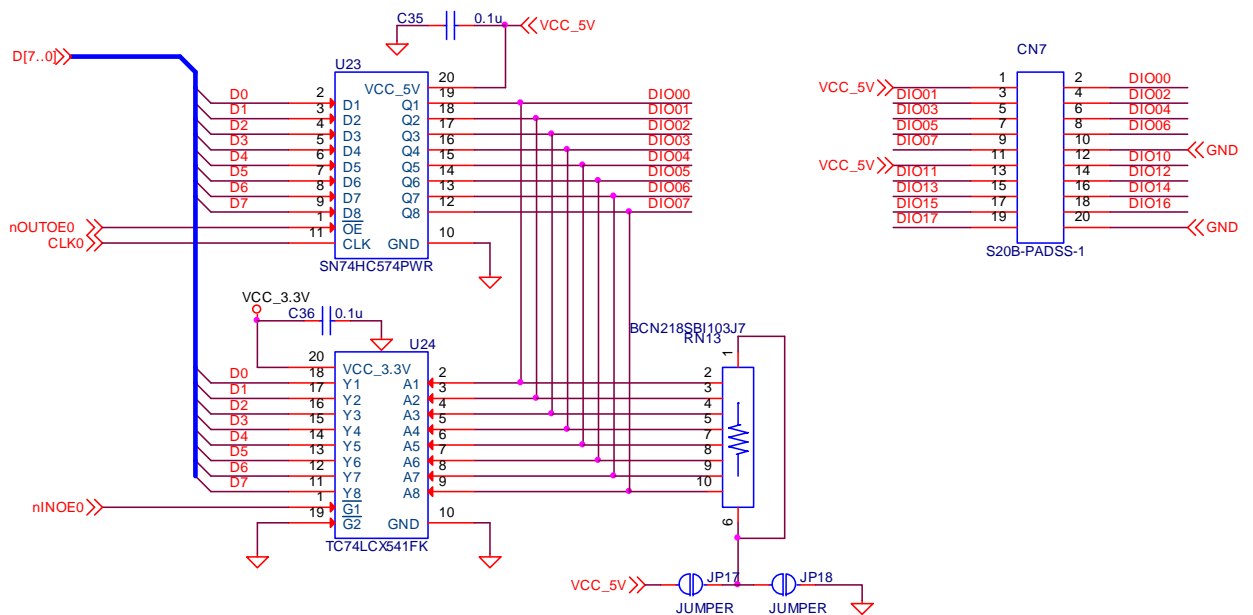 C35 0.1u VCC_5V
D[7..0]
U23
VCC_5V 20
D0 2 D1 Q1 19 DIO00
D1 3 D2 Q2 18 DIO01
D2 4 D3 Q3 17 DIO02
D3 5 D4 Q4 16 DIO03
D4 6 D5 Q5 15 DIO04
D5 7 D6 Q6 14 DIO05
D6 8 D7 Q7 13 DIO06
D7 9 D8 Q8 12 DIO07
nOUTOE0 1 OE
CLK0 11 CLK GND 10
SN74HC574PWR
CN7
VCC_5V 1 2 DIO00
DIO01 3 4 DIO02
DIO03 5 6 DIO04
DIO05 7 8 DIO06
DIO07 9 10 GND
VCC_5V 11 12 DIO10
DIO11 13 14 DIO12
DIO13 15 16 DIO14
DIO15 17 18 DIO16
DIO17 19 20 GND
S20B-PADSS-1
VCC_3.3V
C36 0.1u
U24
20 VCC_3.3V
D0 18 Y1 A1 2
D1 17 Y2 A2 3
D2 16 Y3 A3 4
D3 15 Y4 A4 5
D4 14 Y5 A5 6
D5 13 Y6 A6 7
D6 12 Y7 A7 8
D7 11 Y8 A8 9
nINOE0 1 G1
19 G2 GND 10
TC74LCX541FK
BCN218SBI103J7
RN13
1
2
3
4
5
7
8
9
10
6
VCC_5V JP17 JP18
JUMPER JUMPER